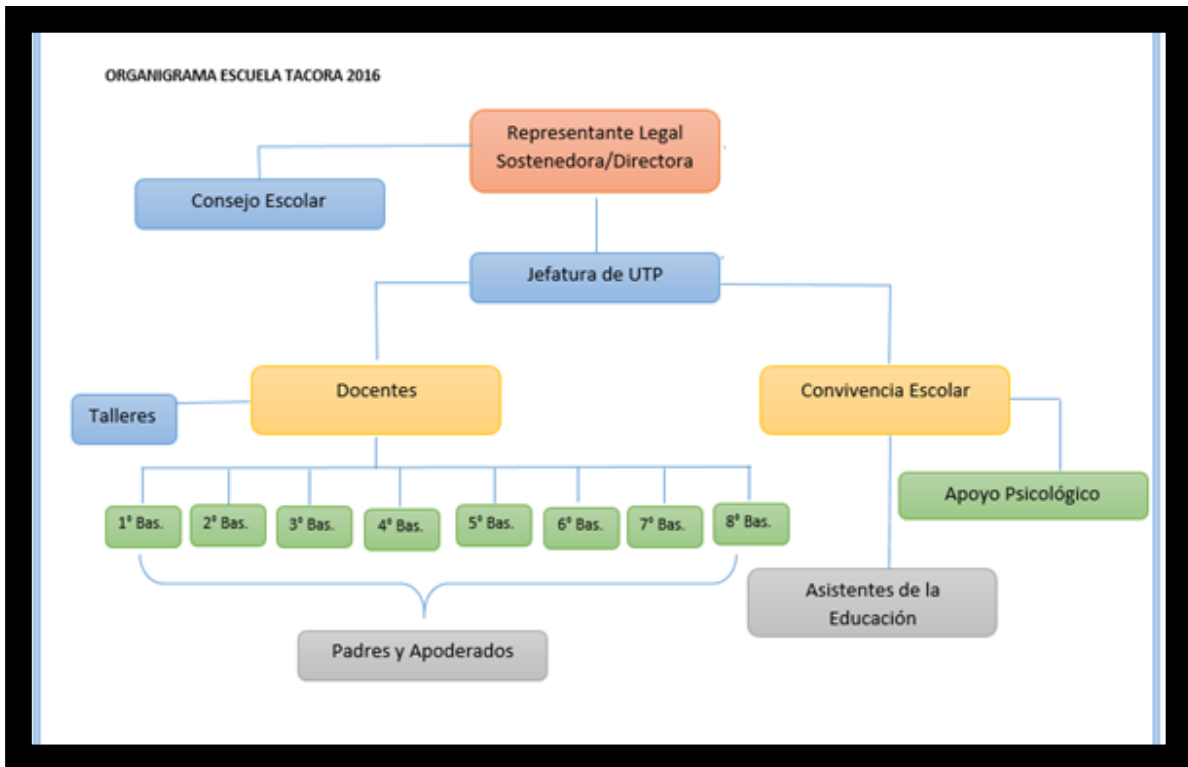 ORGANIGRAMA ESCUELA TACORA 2016
Representante Legal
Sostenedora/Directora
Consejo Escolar
Jefatura de UTP
Docentes
Convivencia Escolar
Talleres
Apoyo Psicológico
1° Bas.
2° Bas.
3° Bas.
4° Bas.
5° Bas.
6° Bas.
7° Bas.
8° Bas.
Asistentes de la
Educación
Padres y Apoderados